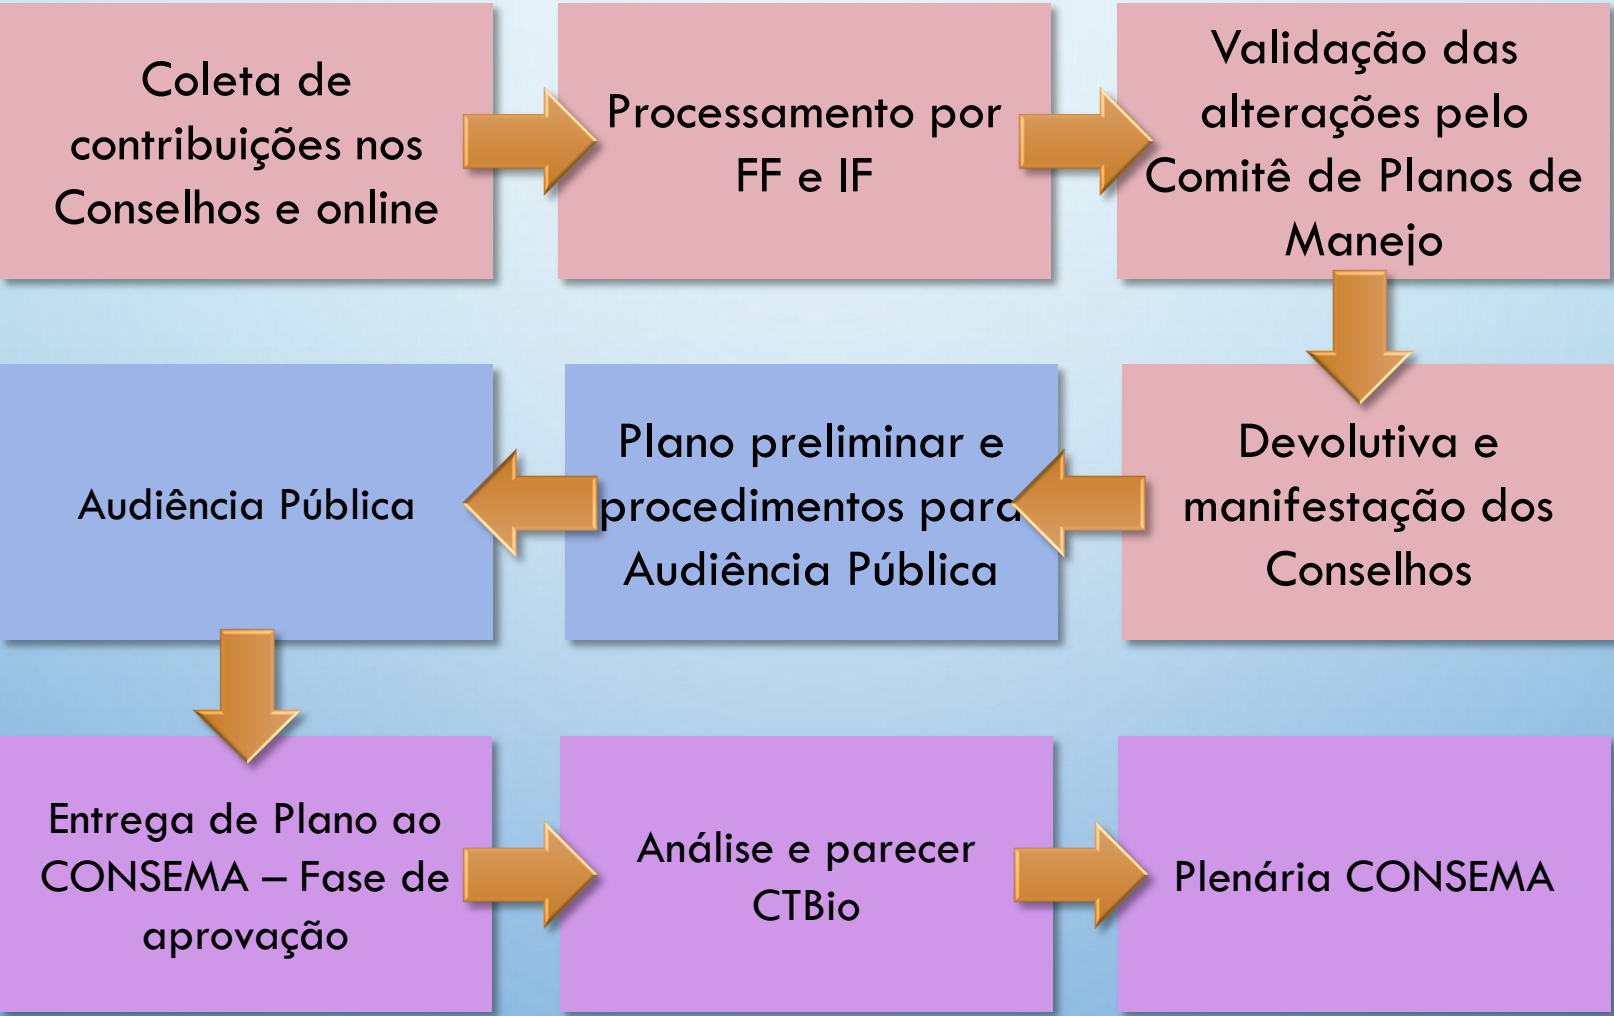 Coleta de
contribuições nos
Conselhos e online
Processamento por
FF e IF
Validação das
alterações pelo
Comitê de Planos de
Manejo
Devolutiva e
manifestação dos
Conselhos
Plano preliminar e
procedimentos para
Audiência Pública
Audiência Pública
Entrega de Plano ao
CONSEMA – Fase de
aprovação
Análise e parecer
CTBio
Plenária CONSEMA